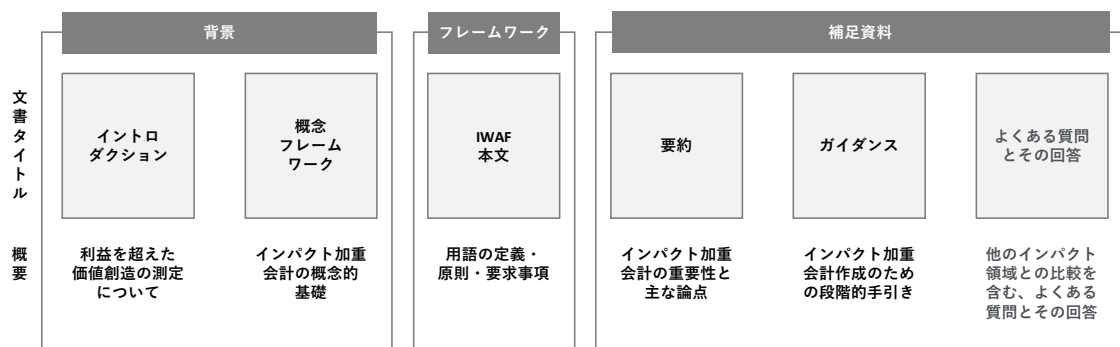 背景
フレームワーク
補足資料
文書タイトル
イントロ
ダクション
概念
フレーム
ワーク
IWAF
本文
要約
ガイダンス
よくある質問
とその回答
概要
利益を超えた
価値創造の測定
について
インパクト加重
会計の概念的
基礎
用語の定義・
原則・要求事項
インパクト加重
会計の重要性と
主な論点
インパクト加重
会計作成のため
の段階的手引き
他のインパクト
領域との比較を
含む、よくある
質問とその回答